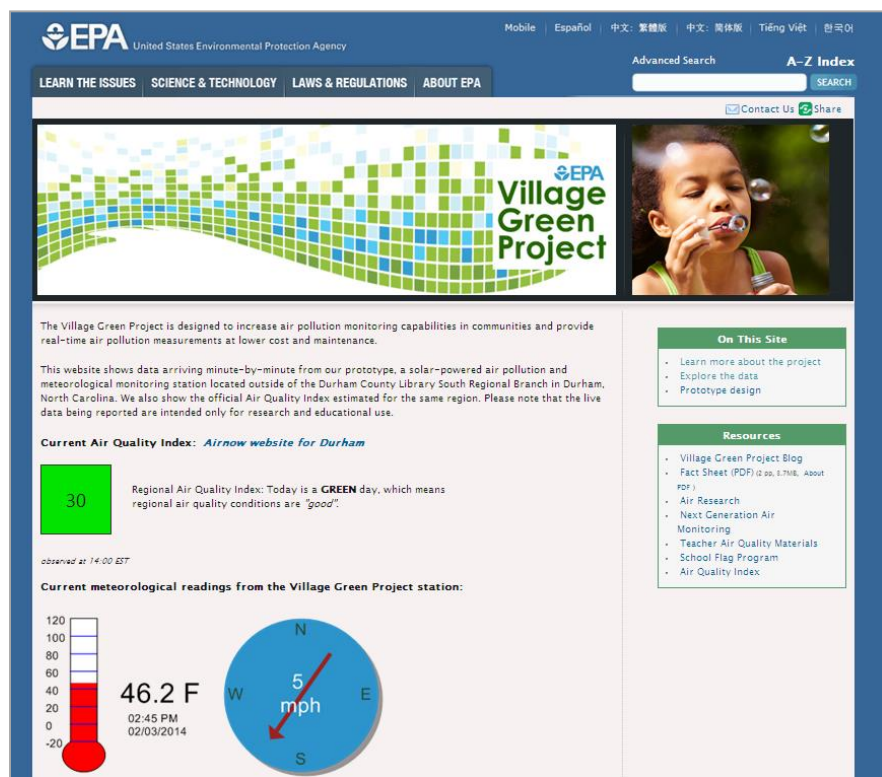 EPA United States Environmental Protection Agency
Mobile | Español | 中文: 繁體版 | 中文: 简体版 | Tiếng Việt | 한국어
LEARN THE ISSUES SCIENCE & TECHNOLOGY LAWS & REGULATIONS ABOUT EPA
Advanced Search A-Z Index
SEARCH
Contact Us Share
EPA
Village
Green
Project
The Village Green Project is designed to increase air pollution monitoring capabilities in communities and provide
real-time air pollution measurements at lower cost and maintenance.
This website shows data arriving minute-by-minute from our prototype, a solar-powered air pollution and
meteorological monitoring station located outside of the Durham County Library South Regional Branch in Durham,
North Carolina. We also show the official Air Quality Index estimated for the same region. Please note that the live
data being reported are intended only for research and educational use.
Current Air Quality Index: Airnow website for Durham
30
Regional Air Quality Index: Today is a GREEN day, which means
regional air quality conditions are "good".
observed at 14:00 EST
Current meteorological readings from the Village Green Project station:
120
100
80
60
40
20
0
-20
46.2 F
02:45 PM
02/03/2014
N
W
5
mph
E
S
On This Site
Learn more about the project
Explore the data
Prototype design
Resources
Village Green Project Blog
Fact Sheet (PDF) (2 pp, 5.7MB, About
PDF )
Air Research
Next Generation Air
Monitoring
Teacher Air Quality Materials
School Flag Program
Air Quality Index